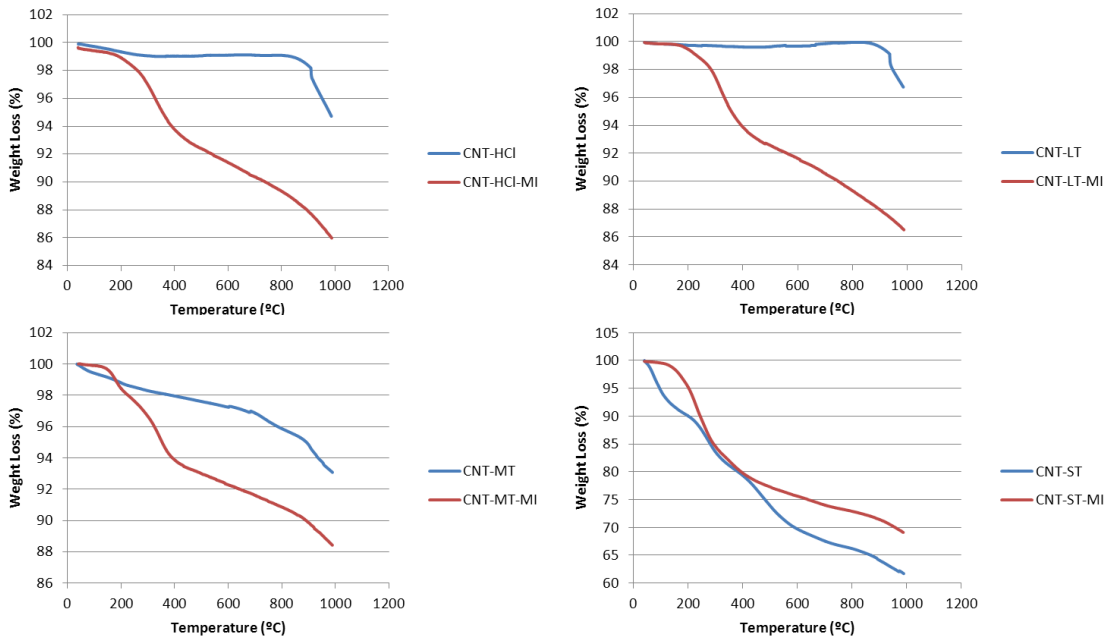 102
100
98
96
94
92
90
88
86
84
0 200 400 600 800 1000 1200
Weight Loss (%)
Temperature (ºC)
CNT-HCl
CNT-HCl-MI
102
100
98
96
94
92
90
88
86
84
0 200 400 600 800 1000 1200
Weight Loss (%)
Temperature (ºC)
CNT-LT
CNT-LT-MI
102
100
98
96
94
92
90
88
86
0 200 400 600 800 1000 1200
Weght Loss (%)
Temperature (ºC)
CNT-MT
CNT-MT-MI
105
100
95
90
85
80
75
70
65
60
0 200 400 600 800 1000 1200
Weight Loss (%)
Temperature (ºC)
CNT-ST
CNT-ST-MI